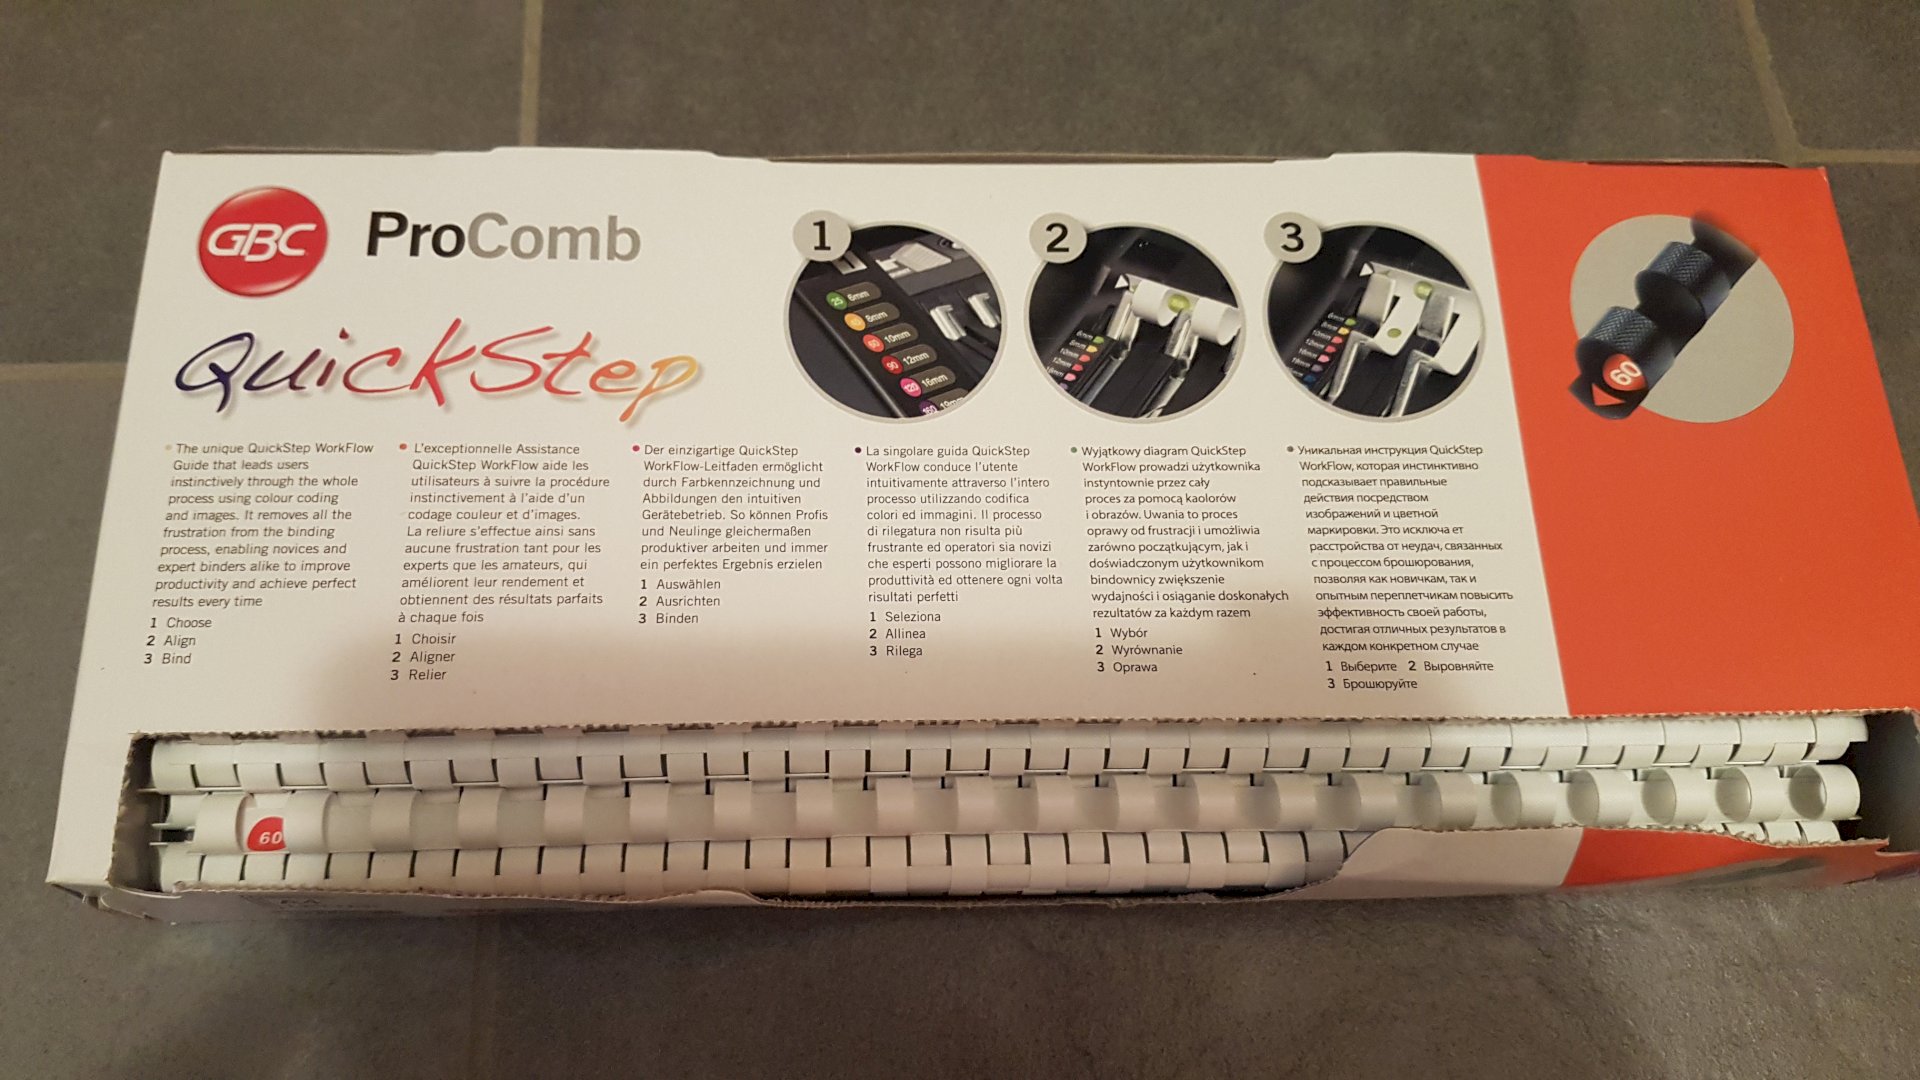 GBC
ProComb
QuickStep
1
25 6mm
8mm
60 10mm
90 12mm
120 16mm
160 19mm
2
3
60
• The unique QuickStep WorkFlow
Guide that leads users
instinctively through the whole
process using colour coding
and images. It removes all the
frustration from the binding
process, enabling novices and
expert binders alike to improve
productivity and achieve perfect
results every time
1 Choose
2 Align
3 Bind
• L'exceptionnelle Assistance
QuickStep WorkFlow aide les
utilisateurs à suivre la procédure
instinctivement à l'aide d'un
codage couleur et d'images.
La reliure s'effectue ainsi sans
aucune frustration tant pour les
experts que les amateurs, qui
améliorent leur rendement et
obtiennent des résultats parfaits
à chaque fois
1 Choisir
2 Aligner
3 Relier
• Der einzigartige QuickStep
WorkFlow-Leitfaden ermöglicht
durch Farbkennzeichnung und
Abbildungen den intuitiven
Gerätebetrieb. So können Profis
und Neulinge gleichermaßen
produktiver arbeiten und immer
ein perfektes Ergebnis erzielen
1 Auswählen
2 Ausrichten
3 Binden
• La singolare guida QuickStep
WorkFlow conduce l'utente
intuitivamente attraverso l'intero
processo utilizzando codifica
colori ed immagini. Il processo
di rilegatura non risulta più
frustrante ed operatori sia novizi
che esperti possono migliorare la
produttività ed ottenere ogni volta
risultati perfetti
1 Seleziona
2 Allinea
3 Rilega
• Wyjątkowy diagram QuickStep
WorkFlow prowadzi użytkownika
instyntownie przez cały
proces za pomocą kaolorów
i obrazów. Uwania to proces
oprawy od frustracji i umożliwia
zarówno początkującym, jak i
doświadczonym użytkownikom
bindownicy zwiększenie
wydajności i osiąganie doskonałych
rezultatów za każdym razem
1 Wybór
2 Wyrównanie
3 Oprawa
• Уникальная инструкция QuickStep
WorkFlow, которая инстинктивно
подсказывает правильные
действия посредством
изображений и цветной
маркировки. Это исключа ет
расстройства от неудач, связанных
с процессом брошюрования,
позволяя как новичкам, так и
опытным переплетчикам повысить
эффективность своей работы,
достигая отличных результатов в
каждом конкретном случае
1 Выберите 2 Выровняйте
3 Брошюруйте
60